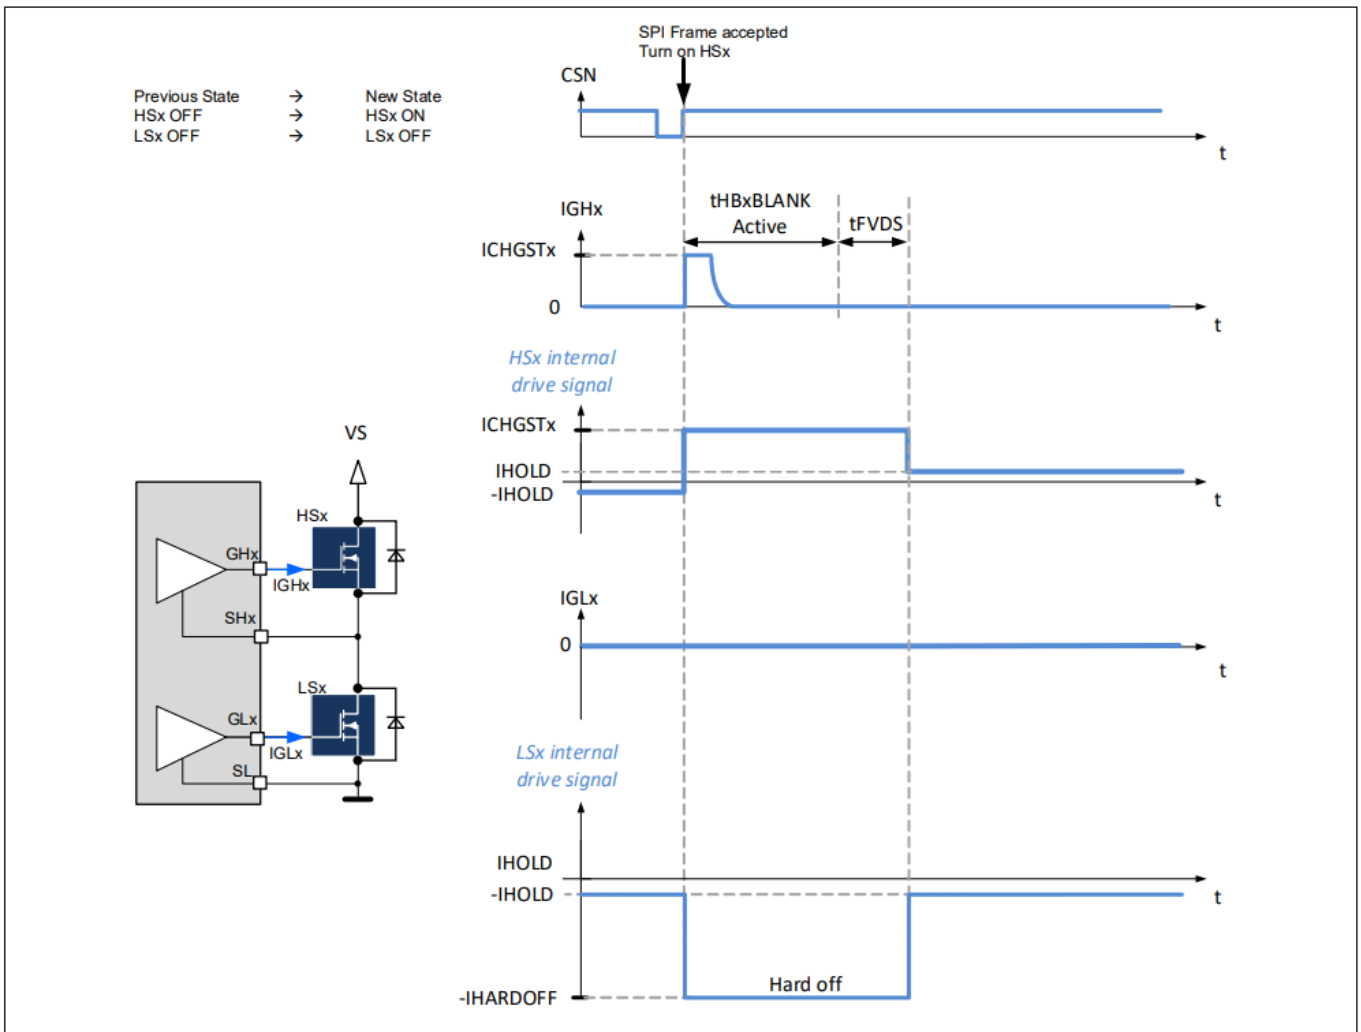 SPI Frame accepted
Turn on HSx
CSN
Previous State → New State
HSx OFF → HSx ON
LSx OFF → LSx OFF
t
tHBxBLANK
Active
tFVDS
IGHx
ICHGSTx
0
t
HSx internal
drive signal
ICHGSTx
IHOLD
-IHOLD
t
VS
HSx
GHx
IGHx
SHx
LSx
GLx
IGLx
SL
IGLx
0
t
LSx internal
drive signal
IHOLD
-IHOLD
t
Hard off
-IHARDOFF